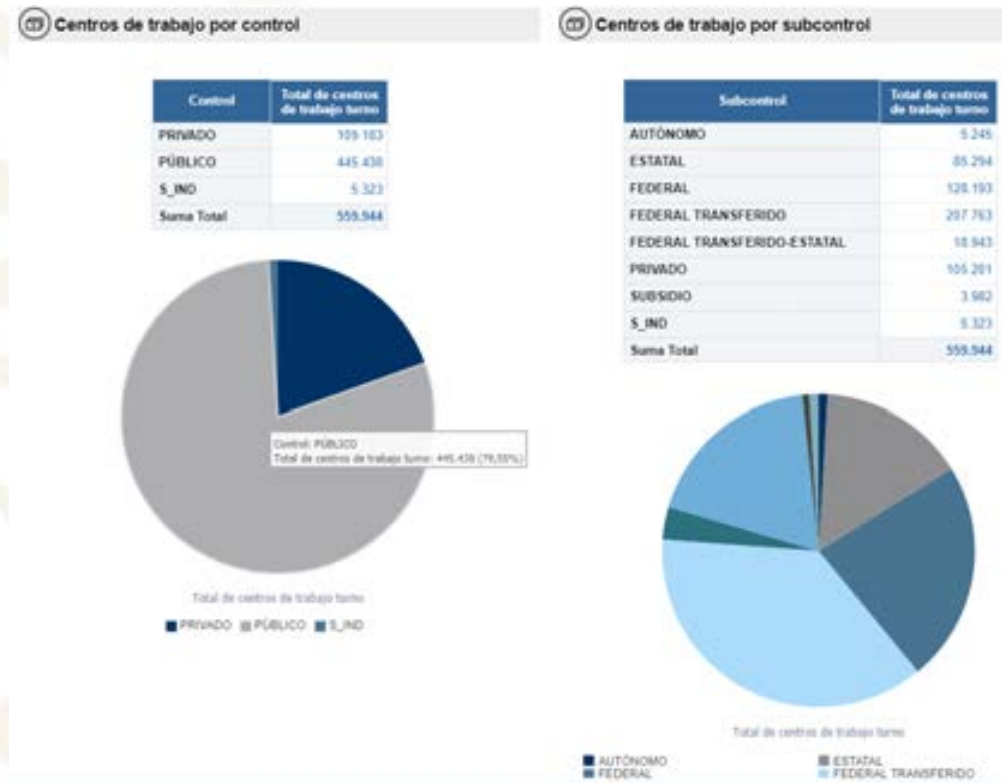 Centros de trabajo por control
Control Total de centros de trabajo turno
PRIVADO 109.183
PÚBLICO 445.438
S_IND 5.323
Suma Total 559.944
Control: PÚBLICO
Total de centros de trabajo turno: 445.438 (79,55%)
Total de centros de trabajo turno
PRIVADO PÚBLICO S_IND
Centros de trabajo por subcontrol
Subcontrol Total de centros de trabajo turno
AUTÓNOMO 5.245
ESTATAL 85.294
FEDERAL 128.193
FEDERAL TRANSFERIDO 207.763
FEDERAL TRANSFERIDO-ESTATAL 18.943
PRIVADO 105.201
SUBSIDIO 3.982
S_IND 5.323
Suma Total 559.944
Total de centros de trabajo turno
AUTÓNOMO ESTATAL
FEDERAL FEDERAL TRANSFERIDO